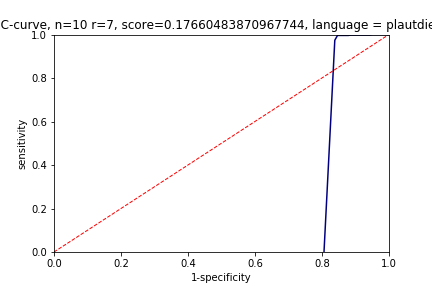 C-curve, n=10 r=7, score=0.17660483870967744, language = plautdie
1.0
0.8
0.6
0.4
0.2
0.0
sensitivity
0.0 0.2 0.4 0.6 0.8 1.0
1-specificity